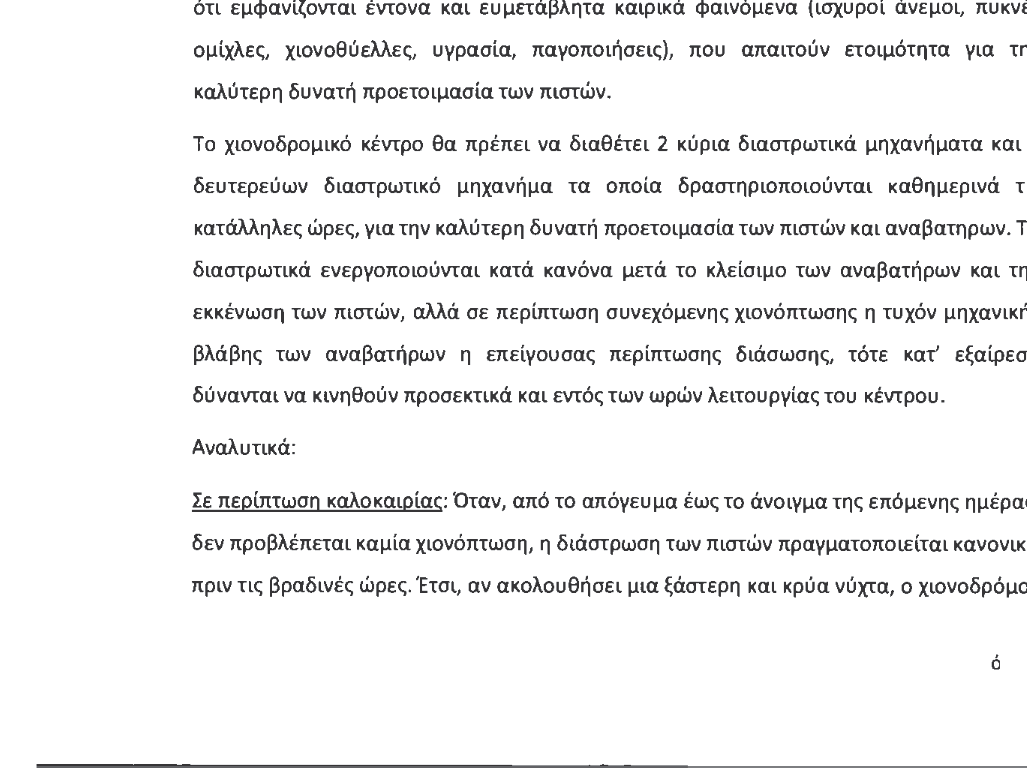 ότι εμφανίζονται έντονα και ευμετάβλητα καιρικά φαινόμενα (ισχυροί άνεμοι, πυκνέ
ομίχλες, χιονοθύελλες, υγρασία, παγοποιήσεις), που απαιτούν ετοιμότητα για τη
καλύτερη δυνατή προετοιμασία των πιστών.
Το χιονοδρομικό κέντρο θα πρέπει να διαθέτει 2 κύρια διαστρωτικά μηχανήματα και
δευτερεύων διαστρωτικό μηχανήμα τα οποία δραστηριοποιούνται καθημερινά τ
κατάλληλες ώρες, για την καλύτερη δυνατή προετοιμασία των πιστών και αναβατηρων. Τ
διαστρωτικά ενεργοποιούνται κατά κανόνα μετά το κλείσιμο των αναβατήρων και τη
εκκένωση των πιστών, αλλά σε περίπτωση συνεχόμενης χιονόπτωσης η τυχόν μηχανική
βλάβης των αναβατήρων η επείγουσας περίπτωσης διάσωσης, τότε κατ' εξαίρεσ
δύνανται να κινηθούν προσεκτικά και εντός των ωρών λειτουργίας του κέντρου.
Αναλυτικά:
Σε περίπτωση καλοκαιρίας: Όταν, από το απόγευμα έως το άνοιγμα της επόμενης ημέρας
δεν προβλέπεται καμία χιονόπτωση, η διάστρωση των πιστών πραγματοποιείται κανονικ
πριν τις βραδινές ώρες. Έτσι, αν ακολουθήσει μια ξάστερη και κρύα νύχτα, ο χιονοδρόμο